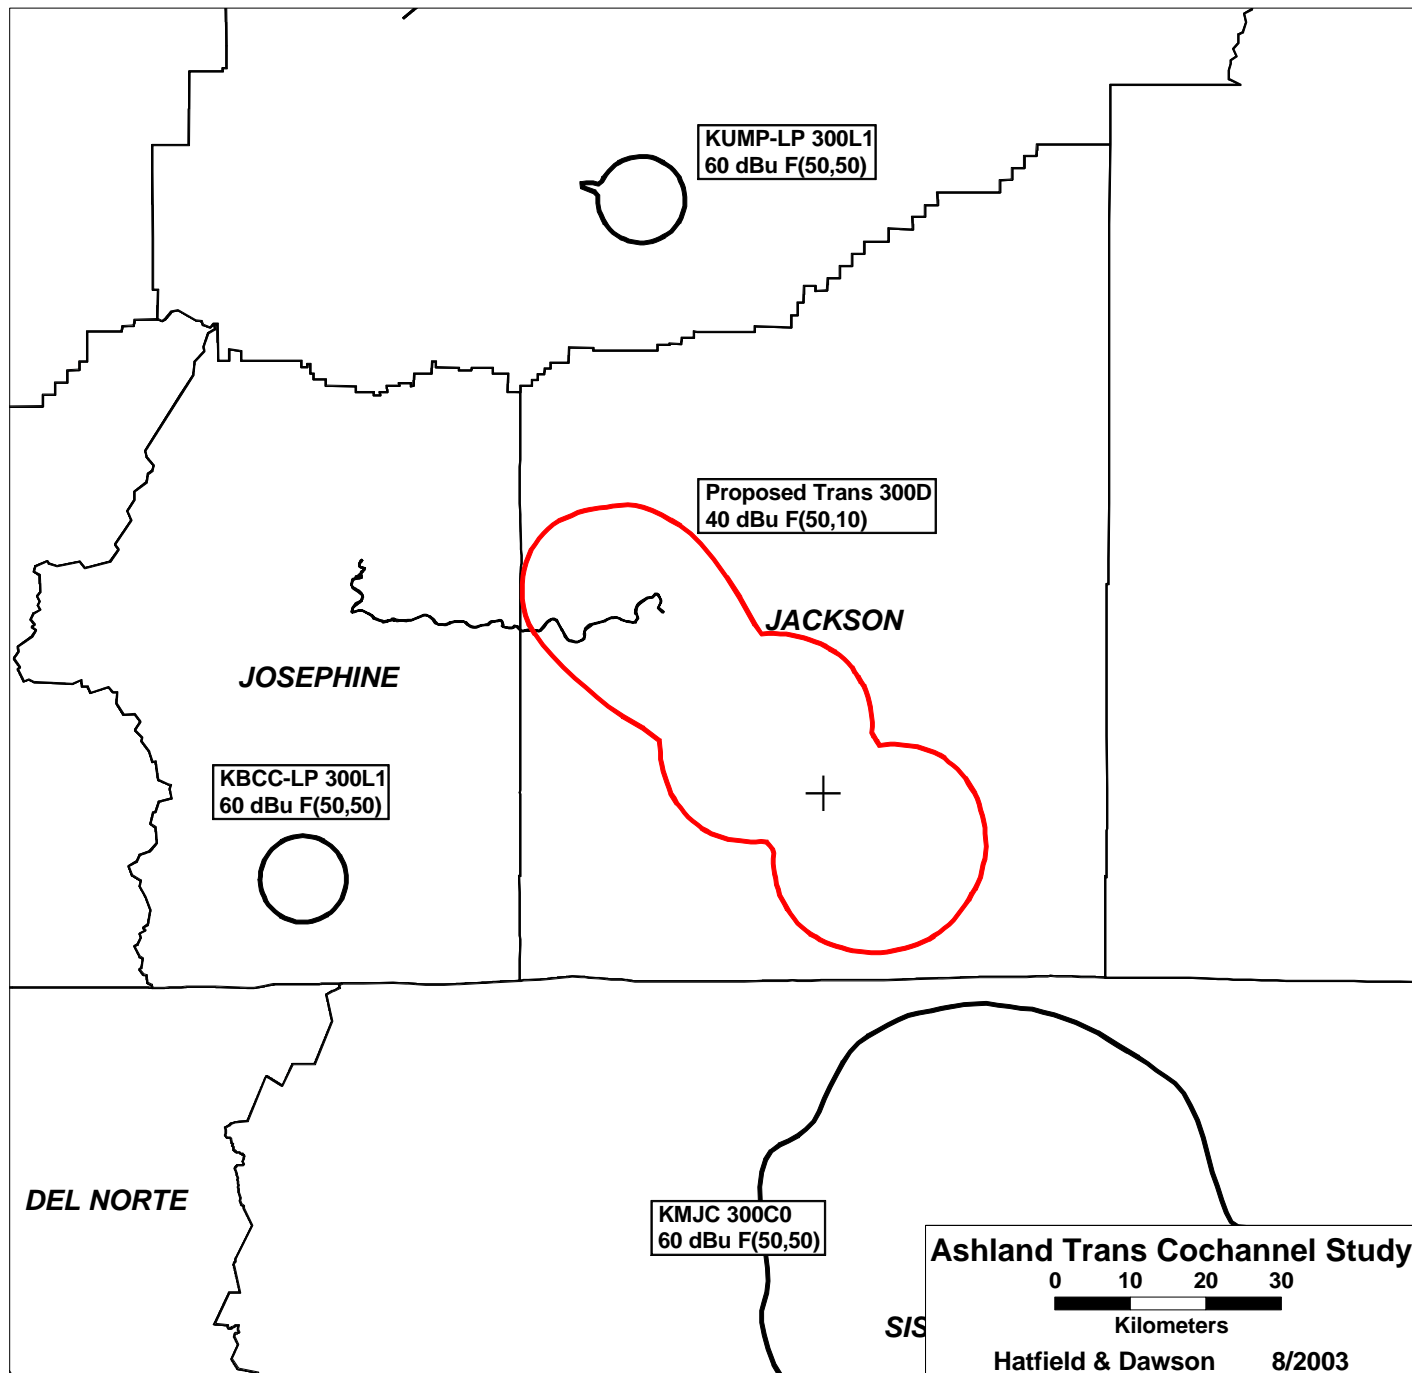 KUMP-LP 300L1
60 dBu F(50,50)
Proposed Trans 300D
40 dBu F(50,10)
JACKSON
JOSEPHINE
KBCC-LP 300L1
60 dBu F(50,50)
DEL NORTE
KMJC 300C0
60 dBu F(50,50)
SIS
Ashland Trans Cochannel Study
0 10 20 30
Kilometers
Hatfield & Dawson 8/2003